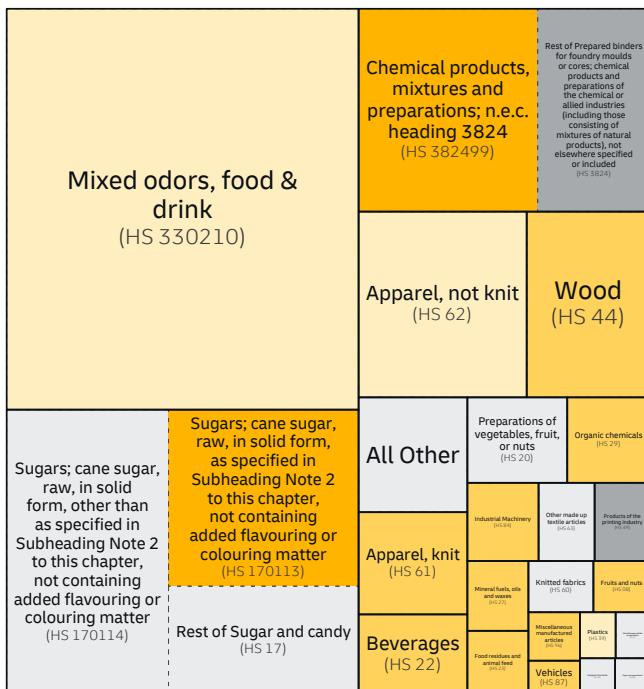 Mixed odors, food &
drink
(HS 330210)
Chemical products,
mixtures and
preparations; n.e.c.
heading 3824
(HS 382499)
Rest of Prepared binders
for foundry moulds
or cores; chemical
products and
preparations of
the chemical or
allied industries
(including those
consisting of
mixtures of natural
products), not
elsewhere specified
or included
(HS 3824)
Apparel, not knit
(HS 62)
Wood
(HS 44)
Sugars; cane sugar,
raw, in solid
form, other than
as specified in
Subheading Note 2
to this chapter,
not containing
added flavouring or
colouring matter
(HS 170114)
Sugars; cane sugar,
raw, in solid form,
as specified in
Subheading Note 2
to this chapter,
not containing
added flavouring or
colouring matter
(HS 170113)
Rest of Sugar and candy
(HS 17)
All Other
Preparations of
vegetables, fruit,
or nuts
(HS 20)
Organic chemicals
(HS 29)
Apparel, knit
(HS 61)
Industrial Machinery
(HS 84)
Other made up
textile articles
(HS 63)
Products of the
printing industry
(HS 49)
Beverages
(HS 22)
Mineral fuels, oils
and waxes
(HS 27)
Knitted fabrics
(HS 60)
Fruits and nuts
(HS 08)
Food residues and
animal feed
(HS 23)
Miscellaneous
manufactured
articles
(HS 96)
Plastics
(HS 39)
Vehicles
(HS 87)